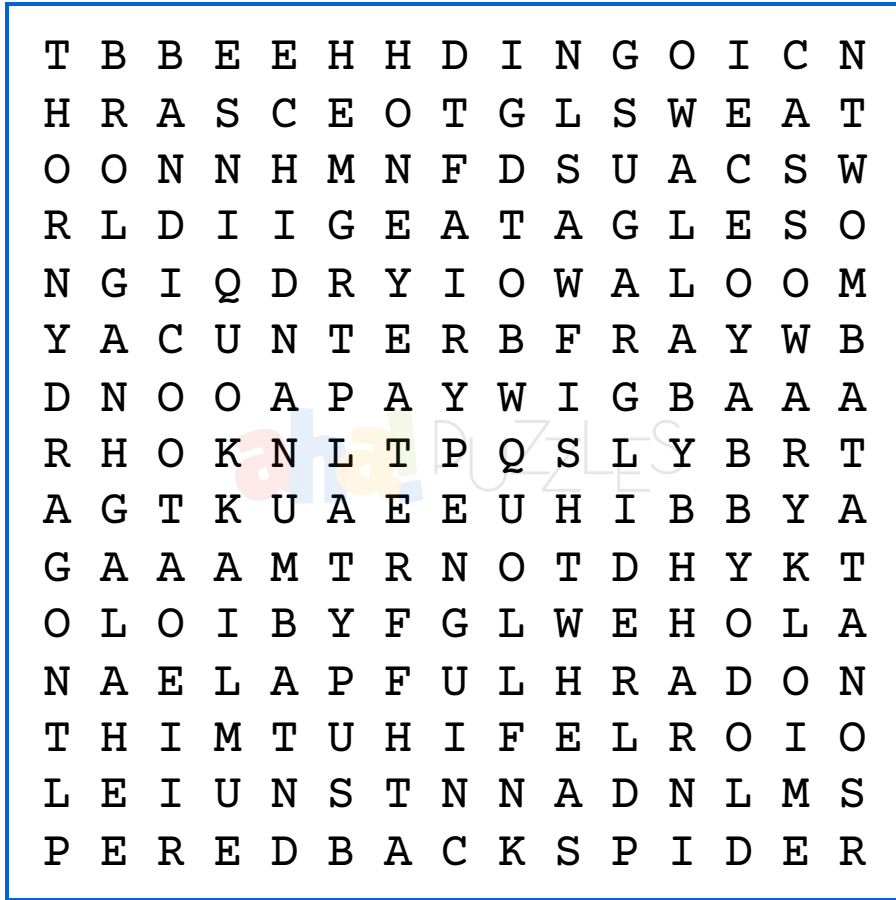 T B B E E H H D I N G O I C N
H R A S C E O T G L S W E A T
O O N N H M N F D S U A C S W
R L D I I G E A T A G L E S O
N G I Q D R Y I O W A L O O M
Y A C U N T E R B F R A Y W B
D N O O A P A Y W I G B A A A
R H O K N L T P Q S L Y B R T
A G T K U A E E U H I B B Y A
G A A A M T R N O T D H Y K T
O L O I B Y F G L W E H O L A
N A E L A P F U L H R A D O N
T H I M T U H I F E L R O I O
L E I U N S T N N A D N L M S
P E R E D B A C K S P I D E R
aha! PUZZLES